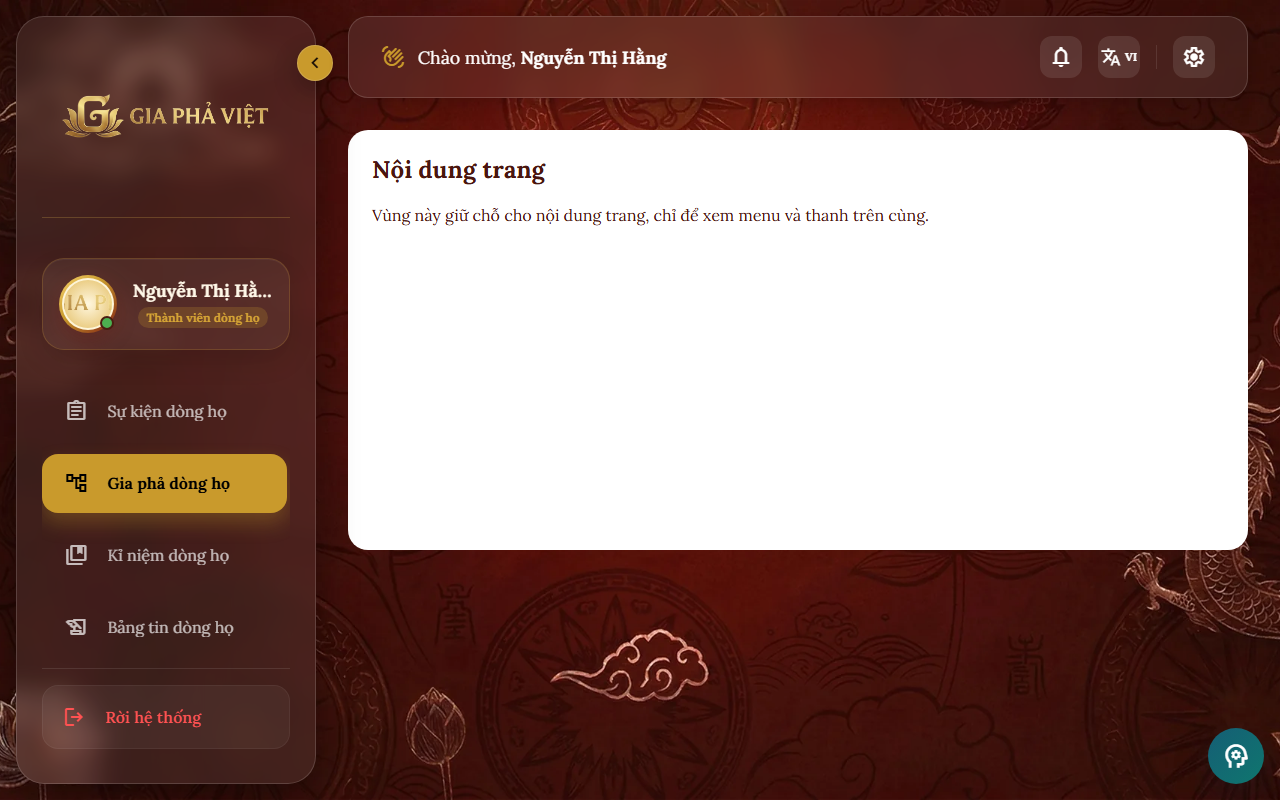 GIA PHẢ VIỆT
Nguyễn Thị Hằ...
Thành viên dòng họ
Sự kiện dòng họ
Gia phả dòng họ
Kỉ niệm dòng họ
Bảng tin dòng họ
Rời hệ thống
Chào mừng, Nguyễn Thị Hằng
VI
Nội dung trang
Vùng này giữ chỗ cho nội dung trang, chỉ để xem menu và thanh trên cùng.